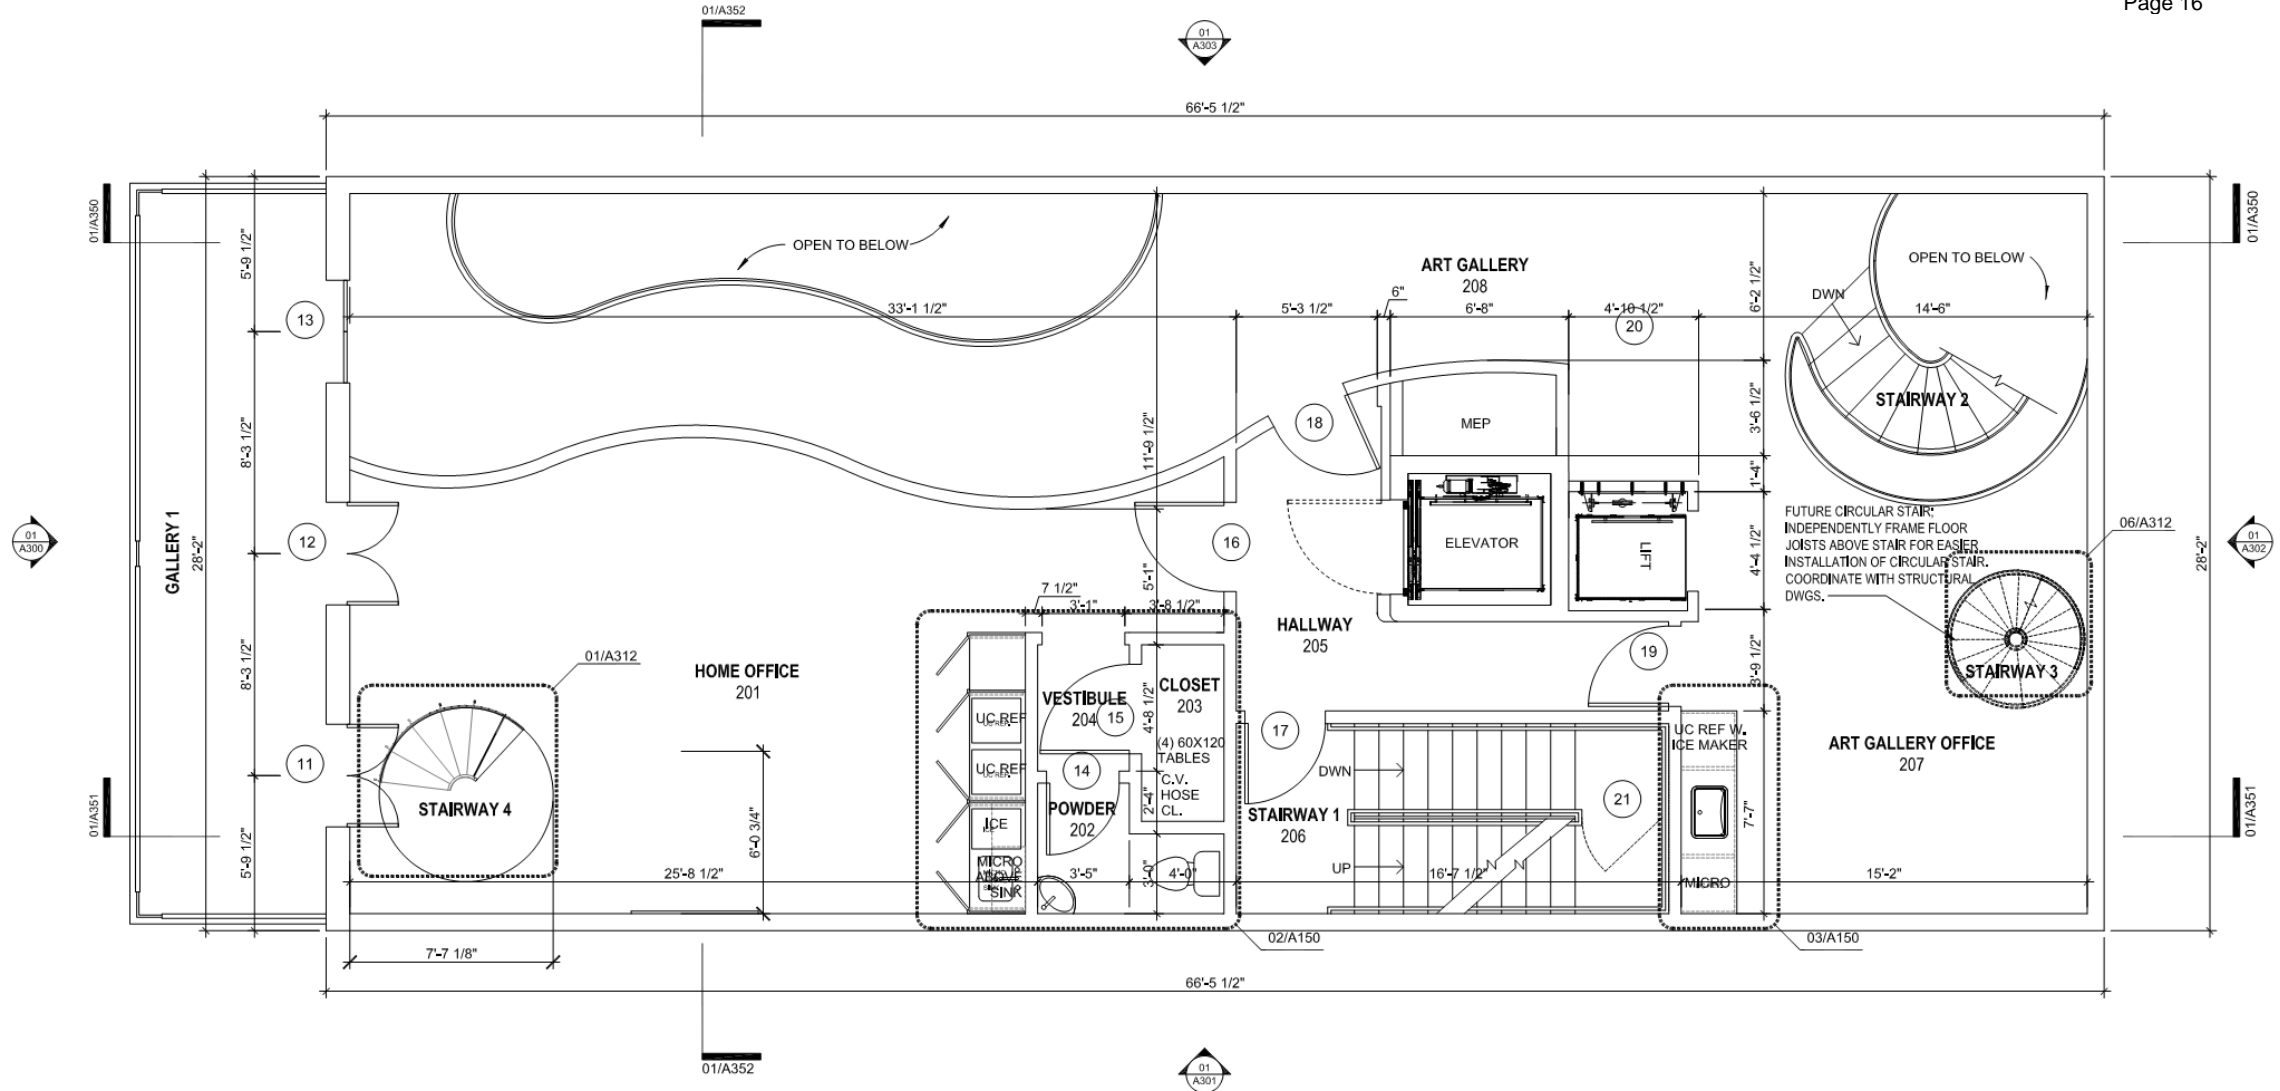 Page 16
01/A352
01
A303
66'-5 1/2"
01/A350
01/A350
5'-9 1/2"
OPEN TO BELOW
ART GALLERY
208
6'-2 1/2"
OPEN TO BELOW
DWN
13
33'-1 1/2"
5'-3 1/2"
6"
6'-8"
4'-10 1/2"
20
14'-6"
8'-3 1/2"
11'-9 1/2"
18
MEP
3'-6 1/2"
STAIRWAY 2
1'-4"
GALLERY 1
28'-2"
01
A300
12
16
ELEVATOR
LIFT
4'-4 1/2"
FUTURE CIRCULAR STAIR;
INDEPENDENTLY FRAME FLOOR
JOISTS ABOVE STAIR FOR EASIER
INSTALLATION OF CIRCULAR STAIR.
COORDINATE WITH STRUCTURAL
DWGS.
06/A312
01
A302
28'-2"
5'-1"
7 1/2"
3'-1"
3'-8 1/2"
HALLWAY
205
8'-3 1/2"
01/A312
HOME OFFICE
201
VESTIBULE
204
15
CLOSET
203
4'-8 1/2"
19
3'-9 1/2"
STAIRWAY 3
UC REF
UC REF.
(4) 60X120
TABLES
17
UC REF W.
ICE MAKER
ART GALLERY OFFICE
207
11
UC REF
UC REF.
14
C.V.
HOSE
CL.
DWN
21
STAIRWAY 4
6'-0 3/4"
ICE
ICE
POWDER
202
2'-4"
STAIRWAY 1
206
7'-7"
01/A351
01/A351
5'-9 1/2"
MICRO
ABOVE
SINK
3'-0"
UP
MICRO
25'-8 1/2"
3'-5"
4'-0"
16'-7 1/2"
15'-2"
7'-7 1/8"
02/A150
03/A150
66'-5 1/2"
01/A352
01
A301